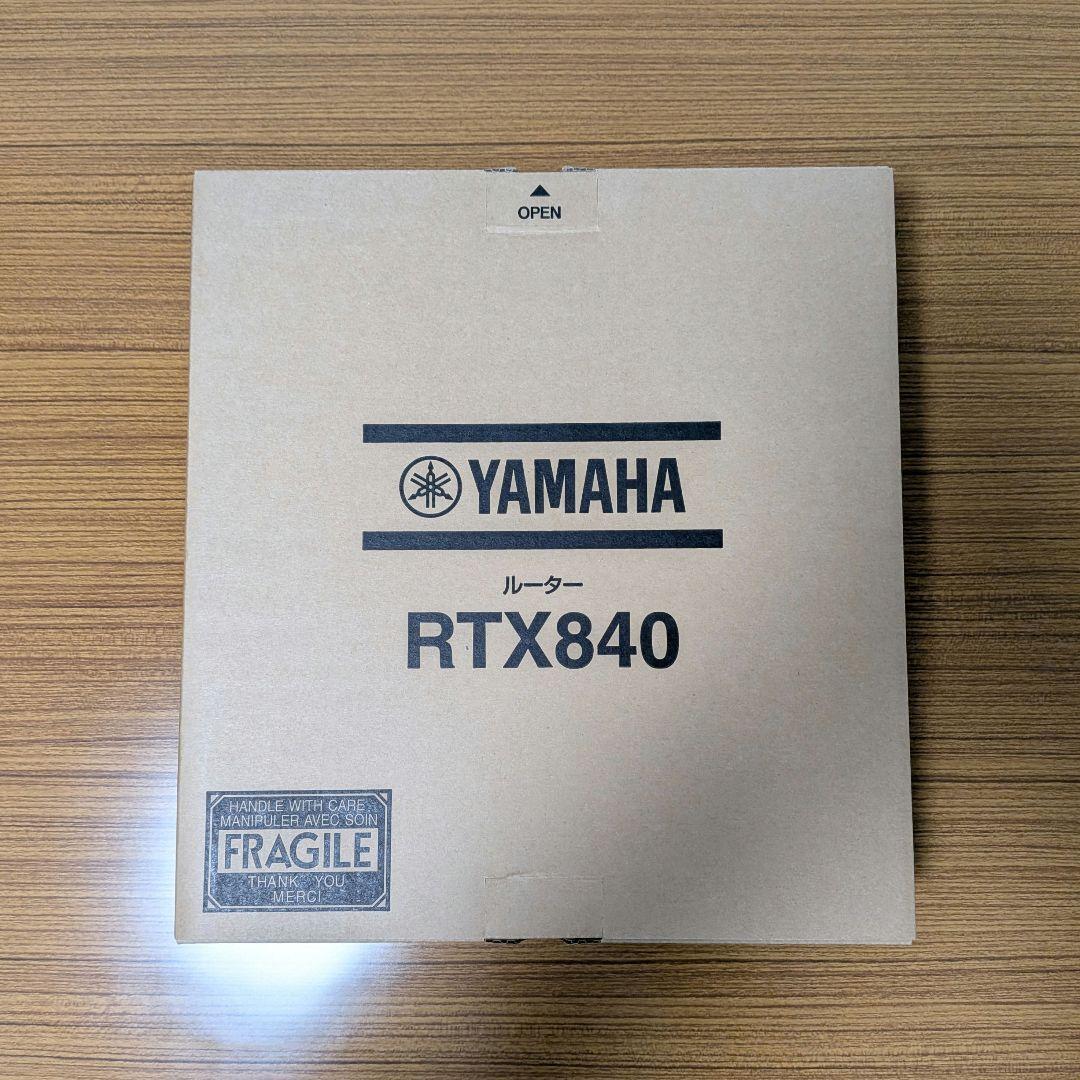 ▲
OPEN
YAMAHA
ルーター
RTX840
HANDLE WITH CARE
MANIPULER AVEC SOIN
FRAGILE
THANK YOU
MERCI